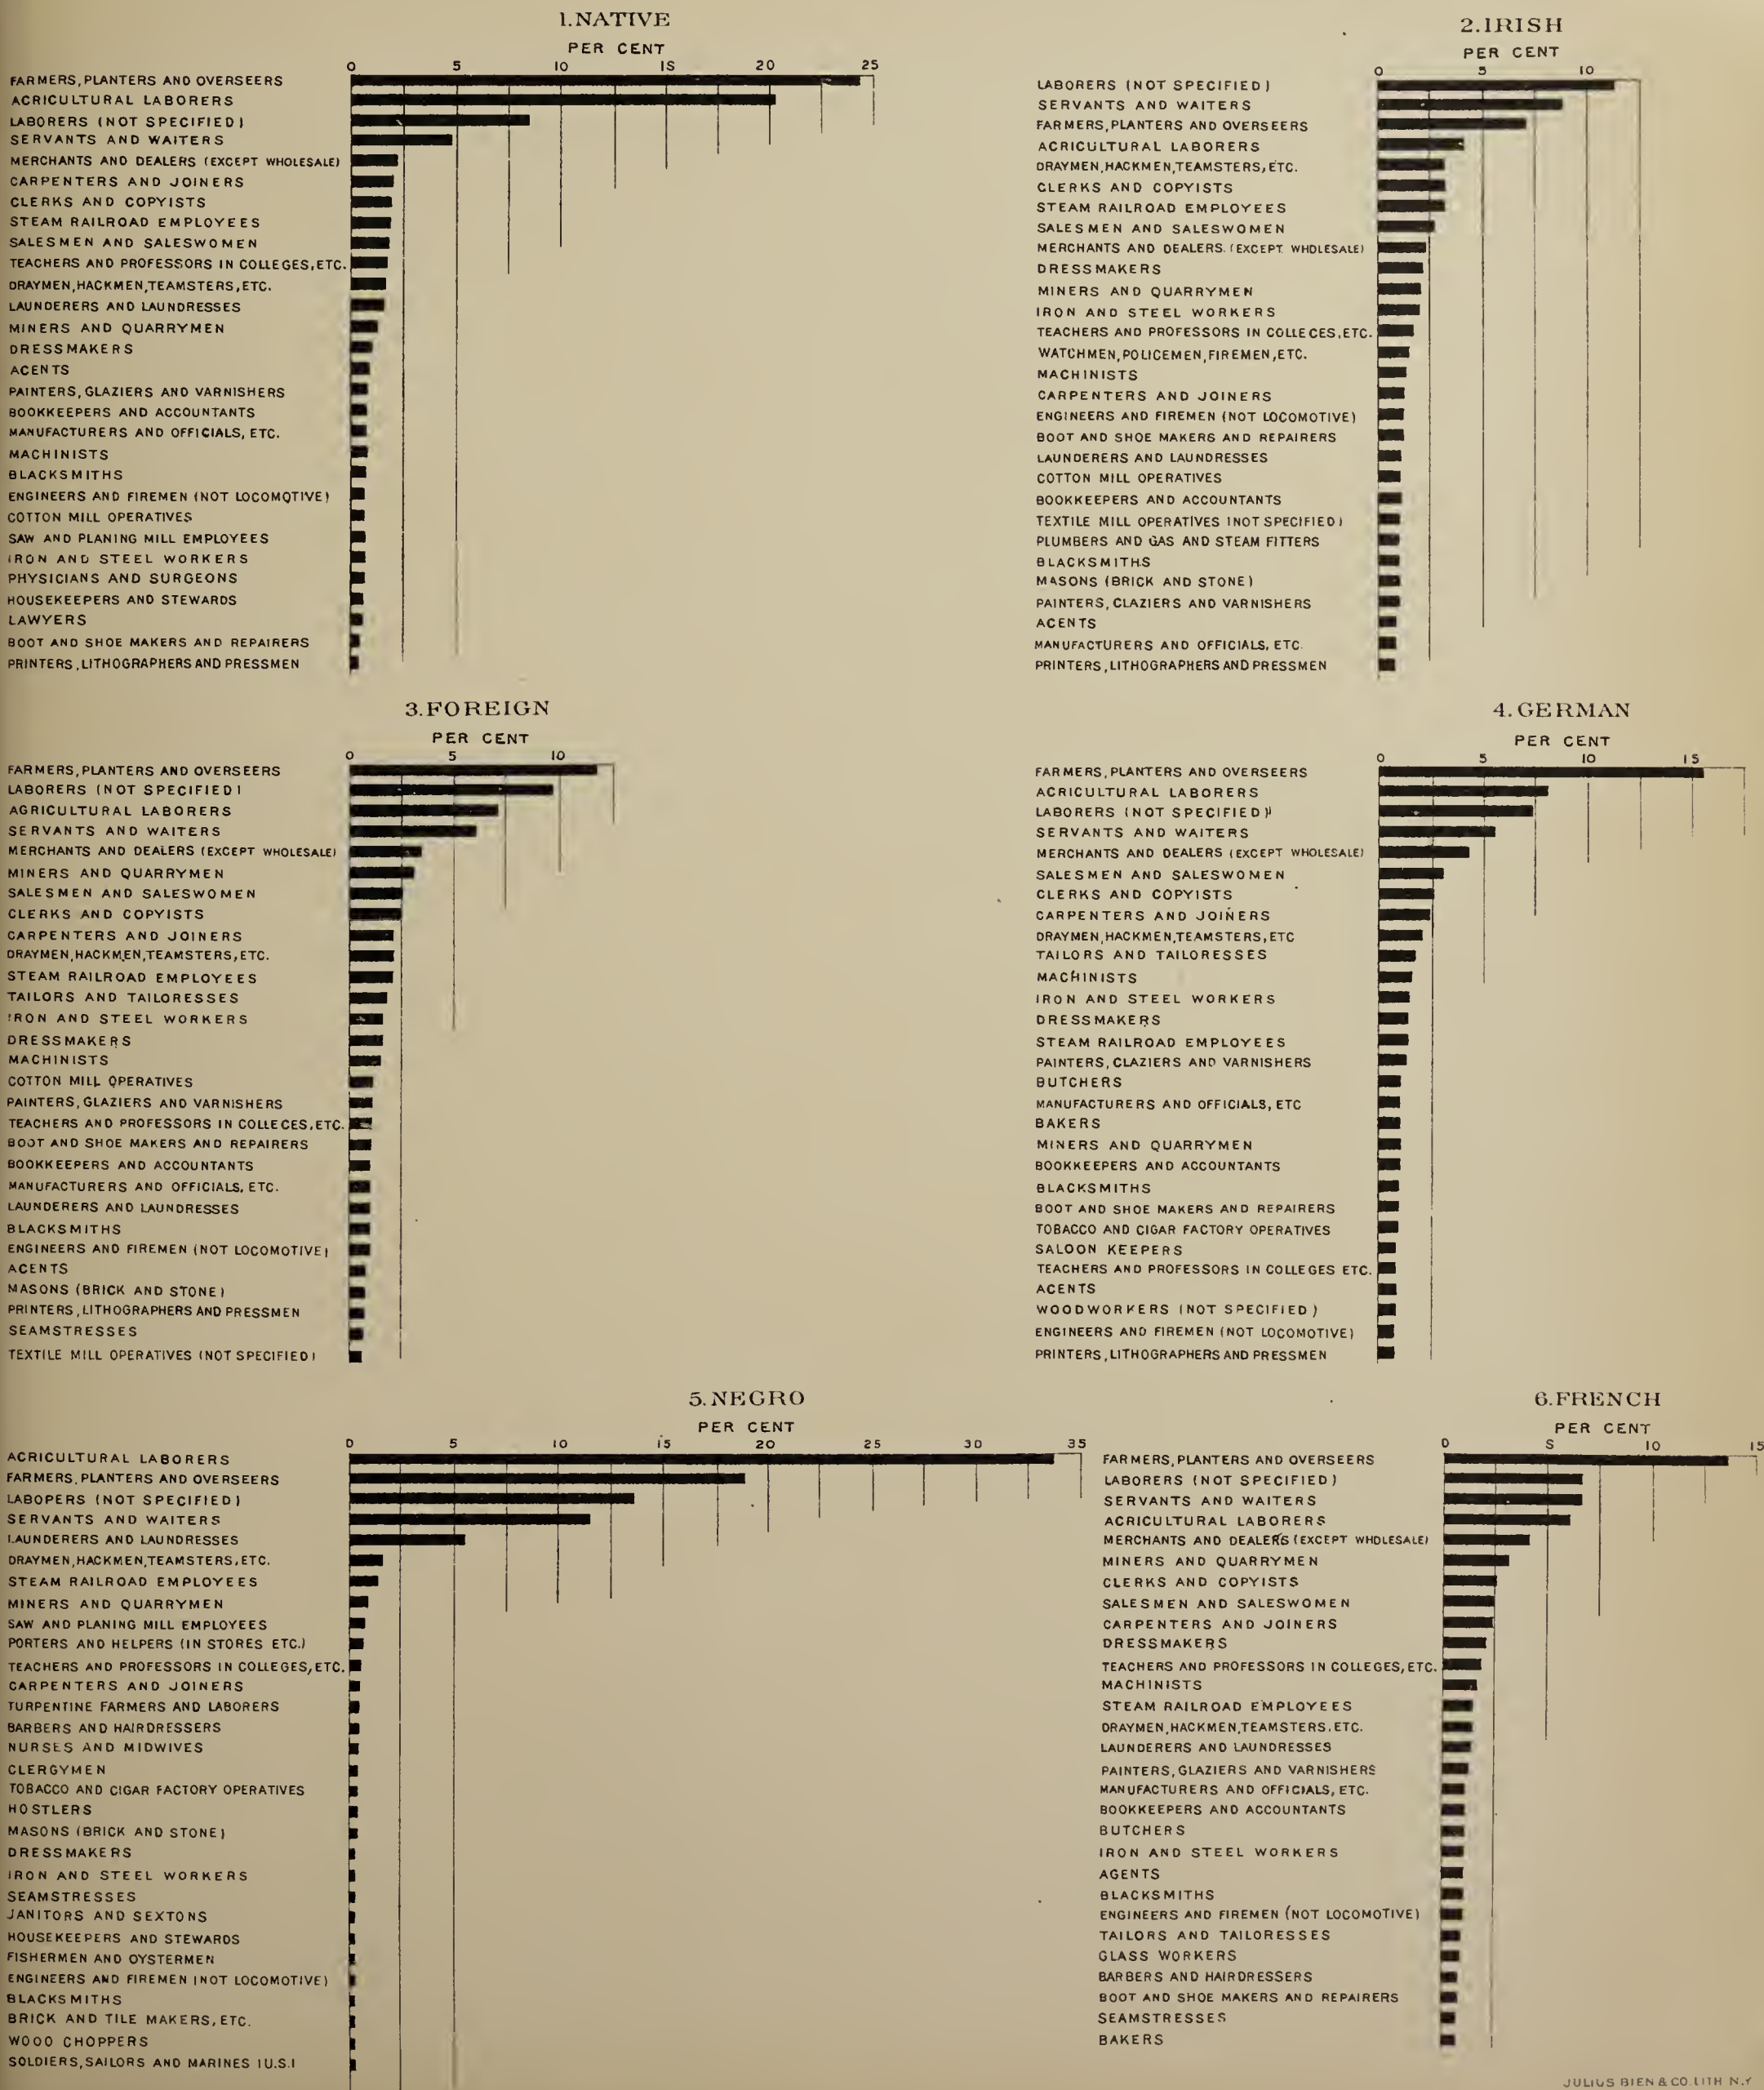 1.NATIVE
PER CENT
0 5 10 15 20 25
FARMERS, PLANTERS AND OVERSEERS
ACRICULTURAL LABORERS
LABORERS (NOT SPECIFIED)
SERVANTS AND WAITERS
MERCHANTS AND DEALERS (EXCEPT WHOLESALE)
CARPENTERS AND JOINERS
CLERKS AND COPYISTS
STEAM RAILROAD EMPLOYEES
SALESMEN AND SALESWOMEN
TEACHERS AND PROFESSORS IN COLLEGES, ETC.
DRAYMEN, HACKMEN, TEAMSTERS, ETC.
LAUNDERERS AND LAUNDRESSES
MINERS AND QUARRYMEN
DRESSMAKERS
ACENTS
PAINTERS, GLAZIERS AND VARNISHERS
BOOKKEEPERS AND ACCOUNTANTS
MANUFACTURERS AND OFFICIALS, ETC.
MACHINISTS
BLACKSMITHS
ENGINEERS AND FIREMEN (NOT LOCOMOTIVE)
COTTON MILL OPERATIVES
SAW AND PLANING MILL EMPLOYEES
IRON AND STEEL WORKERS
PHYSICIANS AND SURGEONS
HOUSEKEEPERS AND STEWARDS
LAWYERS
BOOT AND SHOE MAKERS AND REPAIRERS
PRINTERS, LITHOGRAPHERS AND PRESSMEN
2.IRISH
PER CENT
0 5 10
LABORERS (NOT SPECIFIED)
SERVANTS AND WAITERS
FARMERS, PLANTERS AND OVERSEERS
ACRICULTURAL LABORERS
DRAYMEN, HACKMEN, TEAMSTERS, ETC.
CLERKS AND COPYISTS
STEAM RAILROAD EMPLOYEES
SALESMEN AND SALESWOMEN
MERCHANTS AND DEALERS. (EXCEPT WHOLESALE)
DRESSMAKERS
MINERS AND QUARRYMEN
IRON AND STEEL WORKERS
TEACHERS AND PROFESSORS IN COLLECES, ETC.
WATCHMEN, POLICEMEN, FIREMEN, ETC.
MACHINISTS
CARPENTERS AND JOINERS
ENGINEERS AND FIREMEN (NOT LOCOMOTIVE)
BOOT AND SHOE MAKERS AND REPAIRERS
LAUNDERERS AND LAUNDRESSES
COTTON MILL OPERATIVES
BOOKKEEPERS AND ACCOUNTANTS
TEXTILE MILL OPERATIVES (NOT SPECIFIED)
PLUMBERS AND GAS AND STEAM FITTERS
BLACKSMITHS
MASONS (BRICK AND STONE)
PAINTERS, CLAZIERS AND VARNISHERS
ACENTS
MANUFACTURERS AND OFFICIALS, ETC.
PRINTERS, LITHOGRAPHERS AND PRESSMEN
3.FOREIGN
PER CENT
0 5 10
FARMERS, PLANTERS AND OVERSEERS
LABORERS (NOT SPECIFIED)
AGRICULTURAL LABORERS
SERVANTS AND WAITERS
MERCHANTS AND DEALERS (EXCEPT WHOLESALE)
MINERS AND QUARRYMEN
SALESMEN AND SALESWOMEN
CLERKS AND COPYISTS
CARPENTERS AND JOINERS
DRAYMEN, HACKMEN, TEAMSTERS, ETC.
STEAM RAILROAD EMPLOYEES
TAILORS AND TAILORESSES
IRON AND STEEL WORKERS
DRESSMAKERS
MACHINISTS
COTTON MILL OPERATIVES
PAINTERS, GLAZIERS AND VARNISHERS
TEACHERS AND PROFESSORS IN COLLECES, ETC.
BOOT AND SHOE MAKERS AND REPAIRERS
BOOKKEEPERS AND ACCOUNTANTS
MANUFACTURERS AND OFFICIALS, ETC.
LAUNDERERS AND LAUNDRESSES
BLACKSMITHS
ENGINEERS AND FIREMEN (NOT LOCOMOTIVE)
ACENTS
MASONS (BRICK AND STONE)
PRINTERS, LITHOGRAPHERS AND PRESSMEN
SEAMSTRESSES
TEXTILE MILL OPERATIVES (NOT SPECIFIED)
4.GERMAN
PER CENT
0 5 10 15
FARMERS, PLANTERS AND OVERSEERS
ACRICULTURAL LABORERS
LABORERS (NOT SPECIFIED)
SERVANTS AND WAITERS
MERCHANTS AND DEALERS (EXCEPT WHOLESALE)
SALESMEN AND SALESWOMEN
CLERKS AND COPYISTS
CARPENTERS AND JOINERS
DRAYMEN, HACKMEN, TEAMSTERS, ETC
TAILORS AND TAILORESSES
MACHINISTS
IRON AND STEEL WORKERS
DRESSMAKERS
STEAM RAILROAD EMPLOYEES
PAINTERS, CLAZIERS AND VARNISHERS
BUTCHERS
MANUFACTURERS AND OFFICIALS, ETC
BAKERS
MINERS AND QUARRYMEN
BOOKKEEPERS AND ACCOUNTANTS
BLACKSMITHS
BOOT AND SHOE MAKERS AND REPAIRERS
TOBACCO AND CIGAR FACTORY OPERATIVES
SALOON KEEPERS
TEACHERS AND PROFESSORS IN COLLEGES ETC.
ACENTS
WOODWORKERS (NOT SPECIFIED)
ENGINEERS AND FIREMEN (NOT LOCOMOTIVE)
PRINTERS, LITHOGRAPHERS AND PRESSMEN
5.NEGRO
PER CENT
0 5 10 15 20 25 30 35
ACRICULTURAL LABORERS
FARMERS, PLANTERS AND OVERSEERS
LABOPERS (NOT SPECIFIED)
SERVANTS AND WAITERS
LAUNDERERS AND LAUNDRESSES
DRAYMEN, HACKMEN, TEAMSTERS, ETC.
STEAM RAILROAD EMPLOYEES
MINERS AND QUARRYMEN
SAW AND PLANING MILL EMPLOYEES
PORTERS AND HELPERS (IN STORES ETC.)
TEACHERS AND PROFESSORS IN COLLEGES, ETC.
CARPENTERS AND JOINERS
TURPENTINE FARMERS AND LABORERS
BARBERS AND HAIRDRESSERS
NURSES AND MIDWIVES
CLERGYMEN
TOBACCO AND CIGAR FACTORY OPERATIVES
HOSTLERS
MASONS (BRICK AND STONE)
DRESSMAKERS
IRON AND STEEL WORKERS
SEAMSTRESSES
JANITORS AND SEXTONS
HOUSEKEEPERS AND STEWARDS
FISHERMEN AND OYSTERMEN
ENGINEERS AND FIREMEN (NOT LOCOMOTIVE)
BLACKSMITHS
BRICK AND TILE MAKERS, ETC.
WOOD CHOPPERS
SOLDIERS, SAILORS AND MARINES (U.S.)
6.FRENCH
PER CENT
0 5 10 15
FARMERS, PLANTERS AND OVERSEERS
LABORERS (NOT SPECIFIED)
SERVANTS AND WAITERS
ACRICULTURAL LABORERS
MERCHANTS AND DEALERS (EXCEPT WHOLESALE)
MINERS AND QUARRYMEN
CLERKS AND COPYISTS
SALESMEN AND SALESWOMEN
CARPENTERS AND JOINERS
DRESSMAKERS
TEACHERS AND PROFESSORS IN COLLEGES, ETC.
MACHINISTS
STEAM RAILROAD EMPLOYEES
DRAYMEN, HACKMEN, TEAMSTERS, ETC.
LAUNDERERS AND LAUNDRESSES
PAINTERS, GLAZIERS AND VARNISHERS
MANUFACTURERS AND OFFICIALS, ETC.
BOOKKEEPERS AND ACCOUNTANTS
BUTCHERS
IRON AND STEEL WORKERS
AGENTS
BLACKSMITHS
ENGINEERS AND FIREMEN (NOT LOCOMOTIVE)
TAILORS AND TAILORESSES
GLASS WORKERS
BARBERS AND HAIRDRESSERS
BOOT AND SHOE MAKERS AND REPAIRERS
SEAMSTRESSES
BAKERS
JULIUS BIEN & CO. LITH N.Y